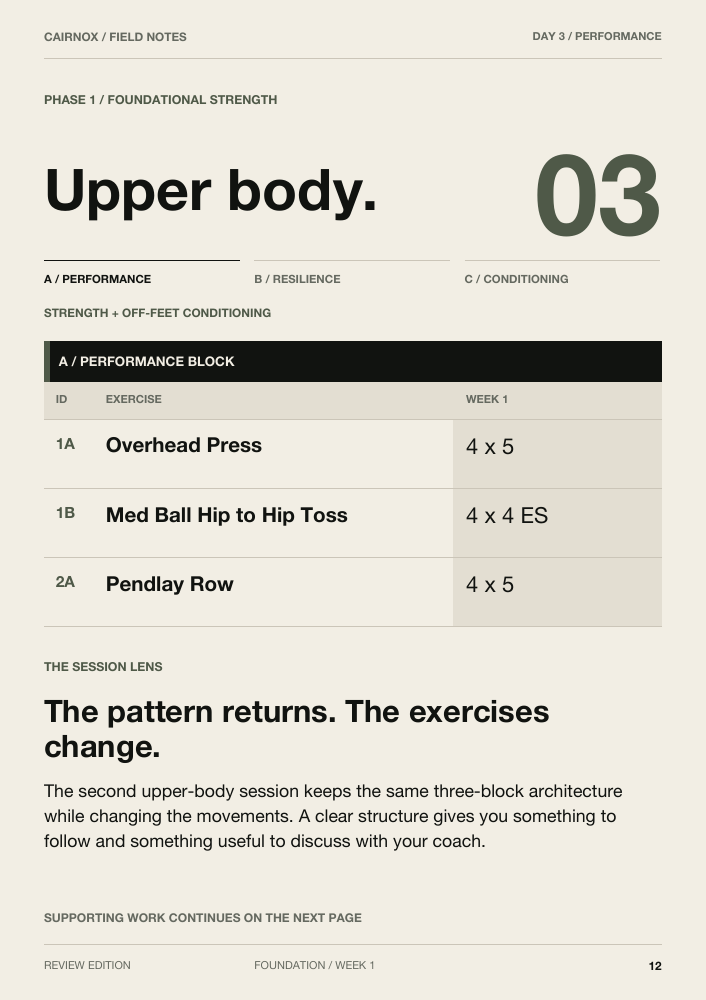 CAIRNOX / FIELD NOTES
DAY 3 / PERFORMANCE
PHASE 1 / FOUNDATIONAL STRENGTH
Upper body.
03
A / PERFORMANCE
B / RESILIENCE
C / CONDITIONING
STRENGTH + OFF-FEET CONDITIONING
A / PERFORMANCE BLOCK
ID EXERCISE WEEK 1
1A Overhead Press 4 x 5
1B Med Ball Hip to Hip Toss 4 x 4 ES
2A Pendlay Row 4 x 5
THE SESSION LENS
The pattern returns. The exercises
change.
The second upper-body session keeps the same three-block architecture
while changing the movements. A clear structure gives you something to
follow and something useful to discuss with your coach.
SUPPORTING WORK CONTINUES ON THE NEXT PAGE
REVIEW EDITION
FOUNDATION / WEEK 1
12